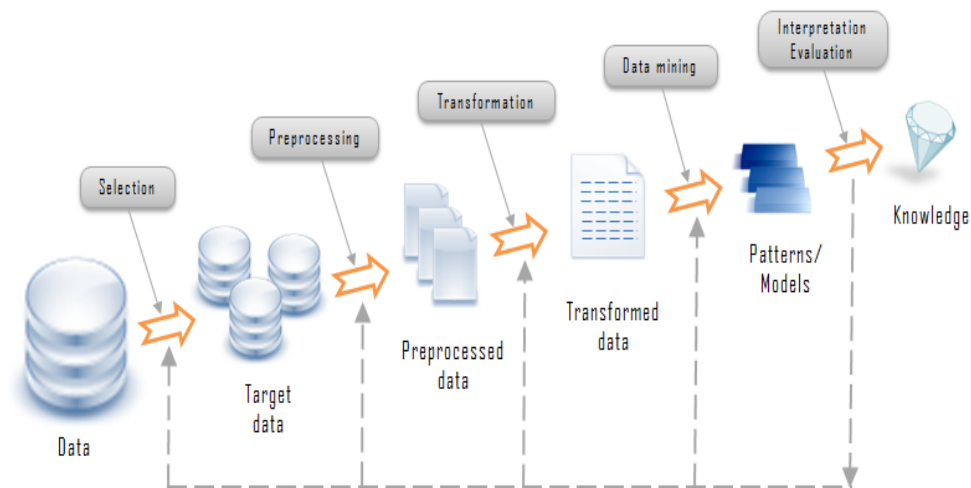 Interpretation
Evaluation
Data mining
Transformation
Preprocessing
Selection
Knowledge
Patterns/
Models
Transformed
data
Preprocessed
data
Target
data
Data